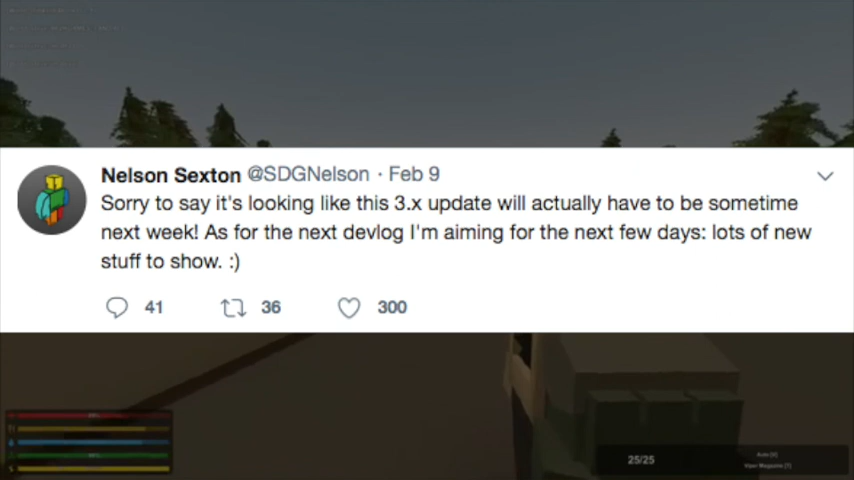 Nelson Sexton @SDGNelson · Feb 9
Sorry to say it's looking like this 3.x update will actually have to be sometime
next week! As for the next devlog I'm aiming for the next few days: lots of new
stuff to show. :)
41 36 300
25/25